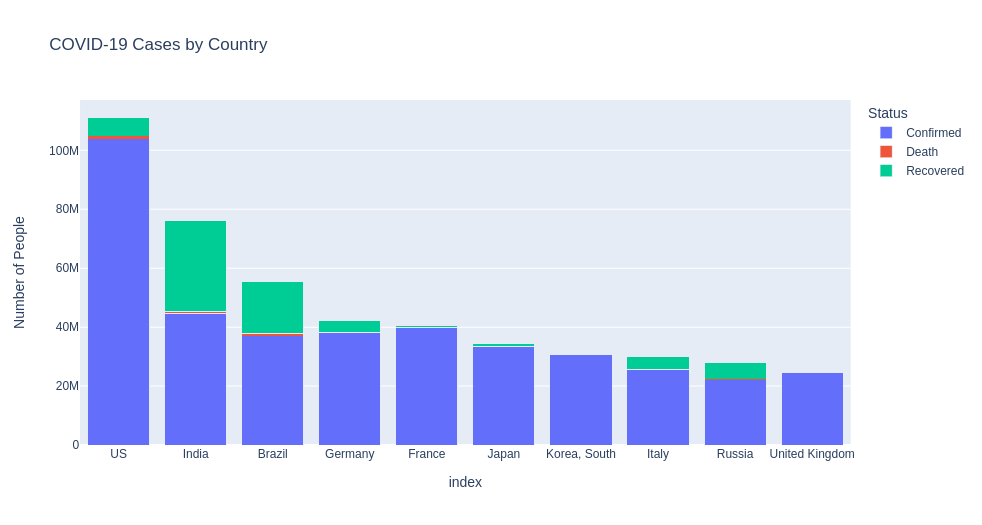 COVID-19 Cases by Country
Status
Confirmed
Death
Recovered
Number of People
100M
80M
60M
40M
20M
0
US India Brazil Germany France Japan Korea, South Italy Russia United Kingdom
index